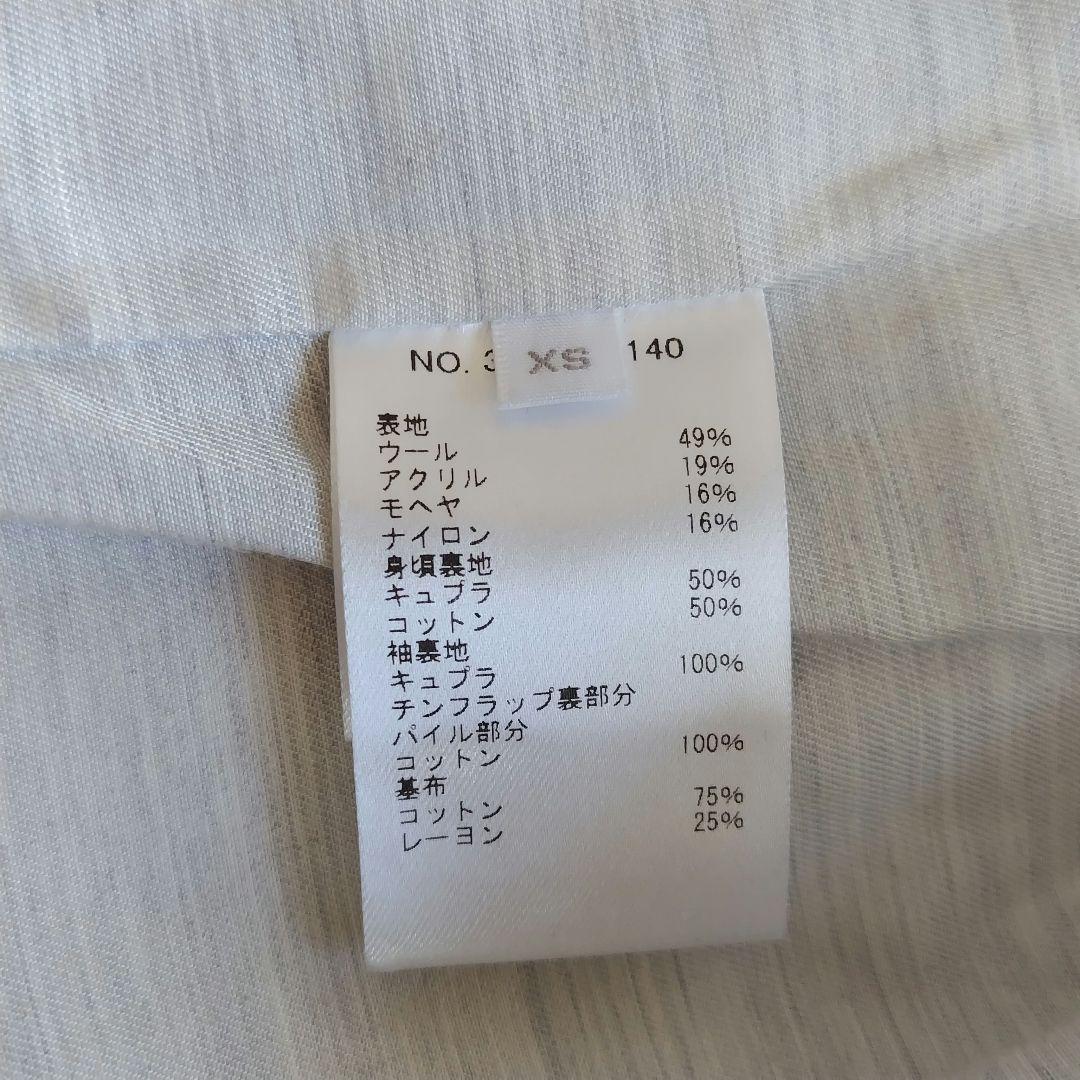 NO. 3 XS 140
表地
ウール 49%
アクリル 19%
モヘヤ 16%
ナイロン 16%
身頃裏地
キュプラ 50%
コットン 50%
袖裏地
キュプラ 100%
チンフラップ裏部分
パイル部分
コットン 100%
基布
コットン 75%
レーヨン 25%